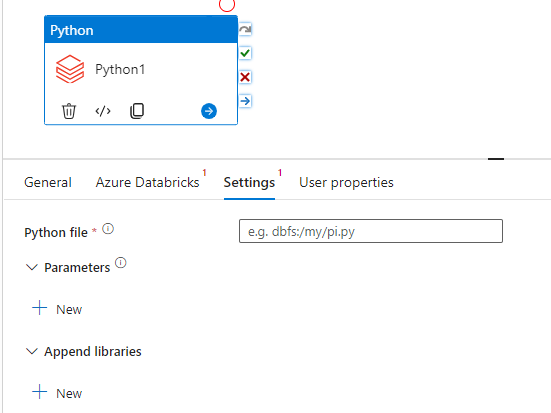 Python
Python1
General
Azure Databricks 1
Settings 1
User properties
Python file *
e.g. dbfs:/my/pi.py
Parameters
New
Append libraries
New